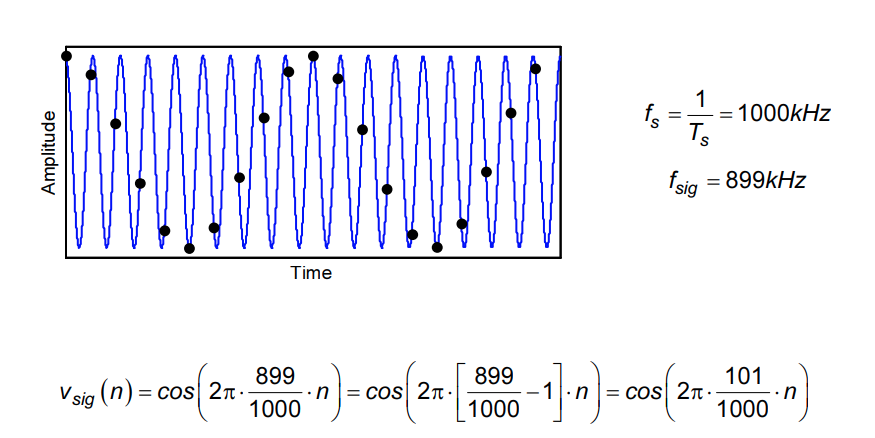 Amplitude
Time
f_s = 1/T_s = 1000kHz
f_sig = 899kHz
v_sig(n) = cos(2π · 899/1000 · n) = cos(2π · [899/1000 − 1] · n) = cos(2π · 101/1000 · n)